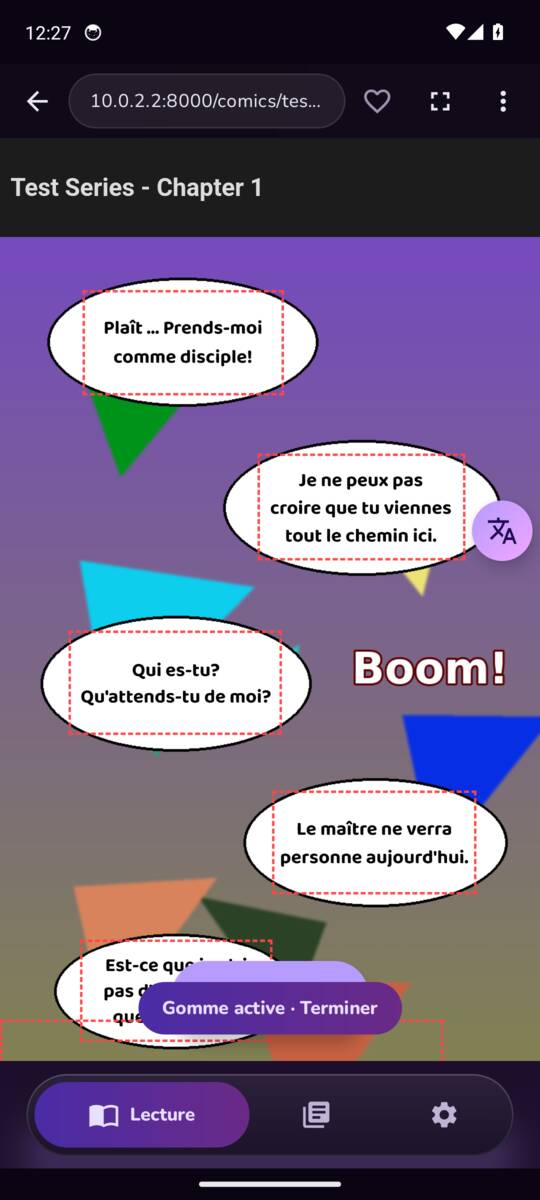 12:27
10.0.2.2:8000/comics/tes...
Test Series - Chapter 1
Plaît ... Prends-moi
comme disciple!
Je ne peux pas
croire que tu viennes
tout le chemin ici.
Qui es-tu?
Qu'attends-tu de moi?
Boom!
Le maître ne verra
personne aujourd'hui.
Est-ce que
pas
Gomme active · Terminer
Lecture